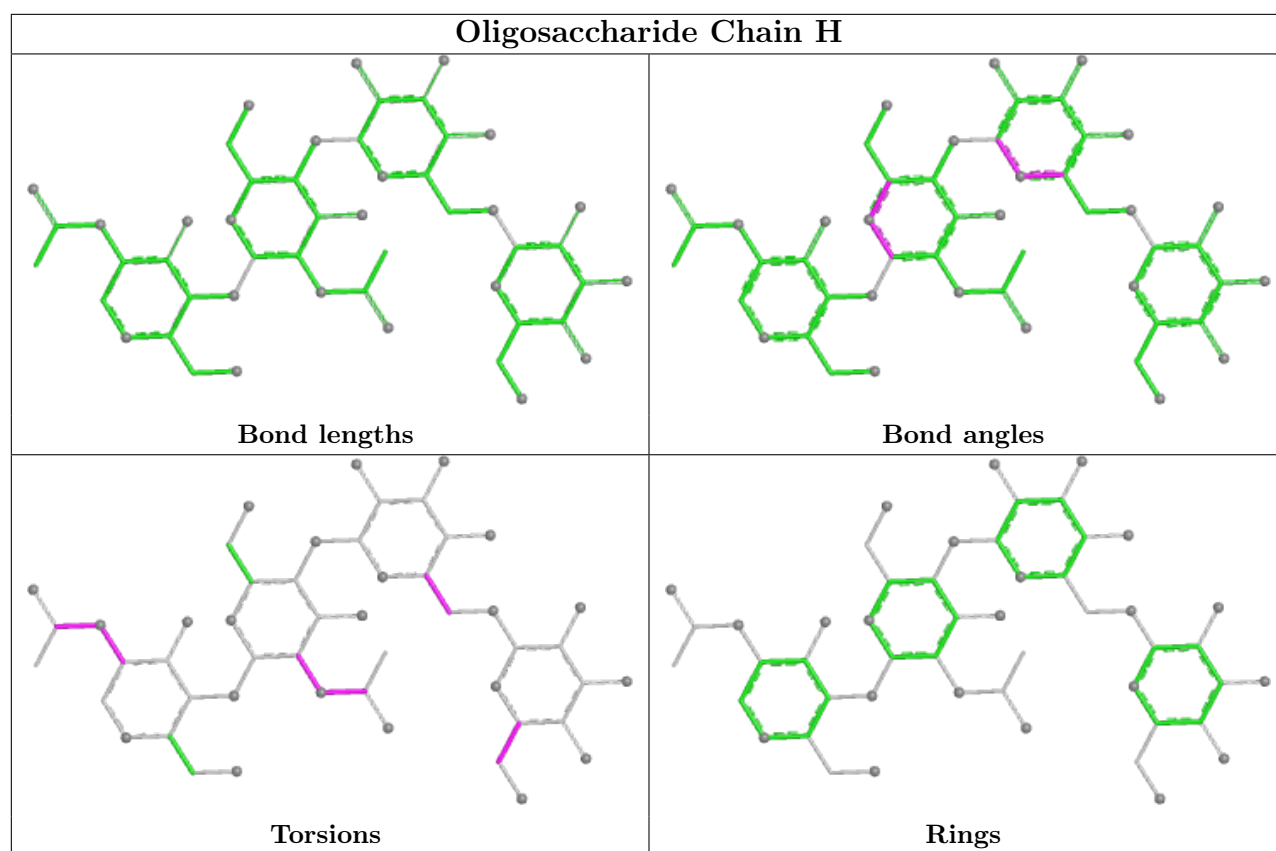 Oligosaccharide Chain H
Bond lengths
Bond angles
Torsions
Rings